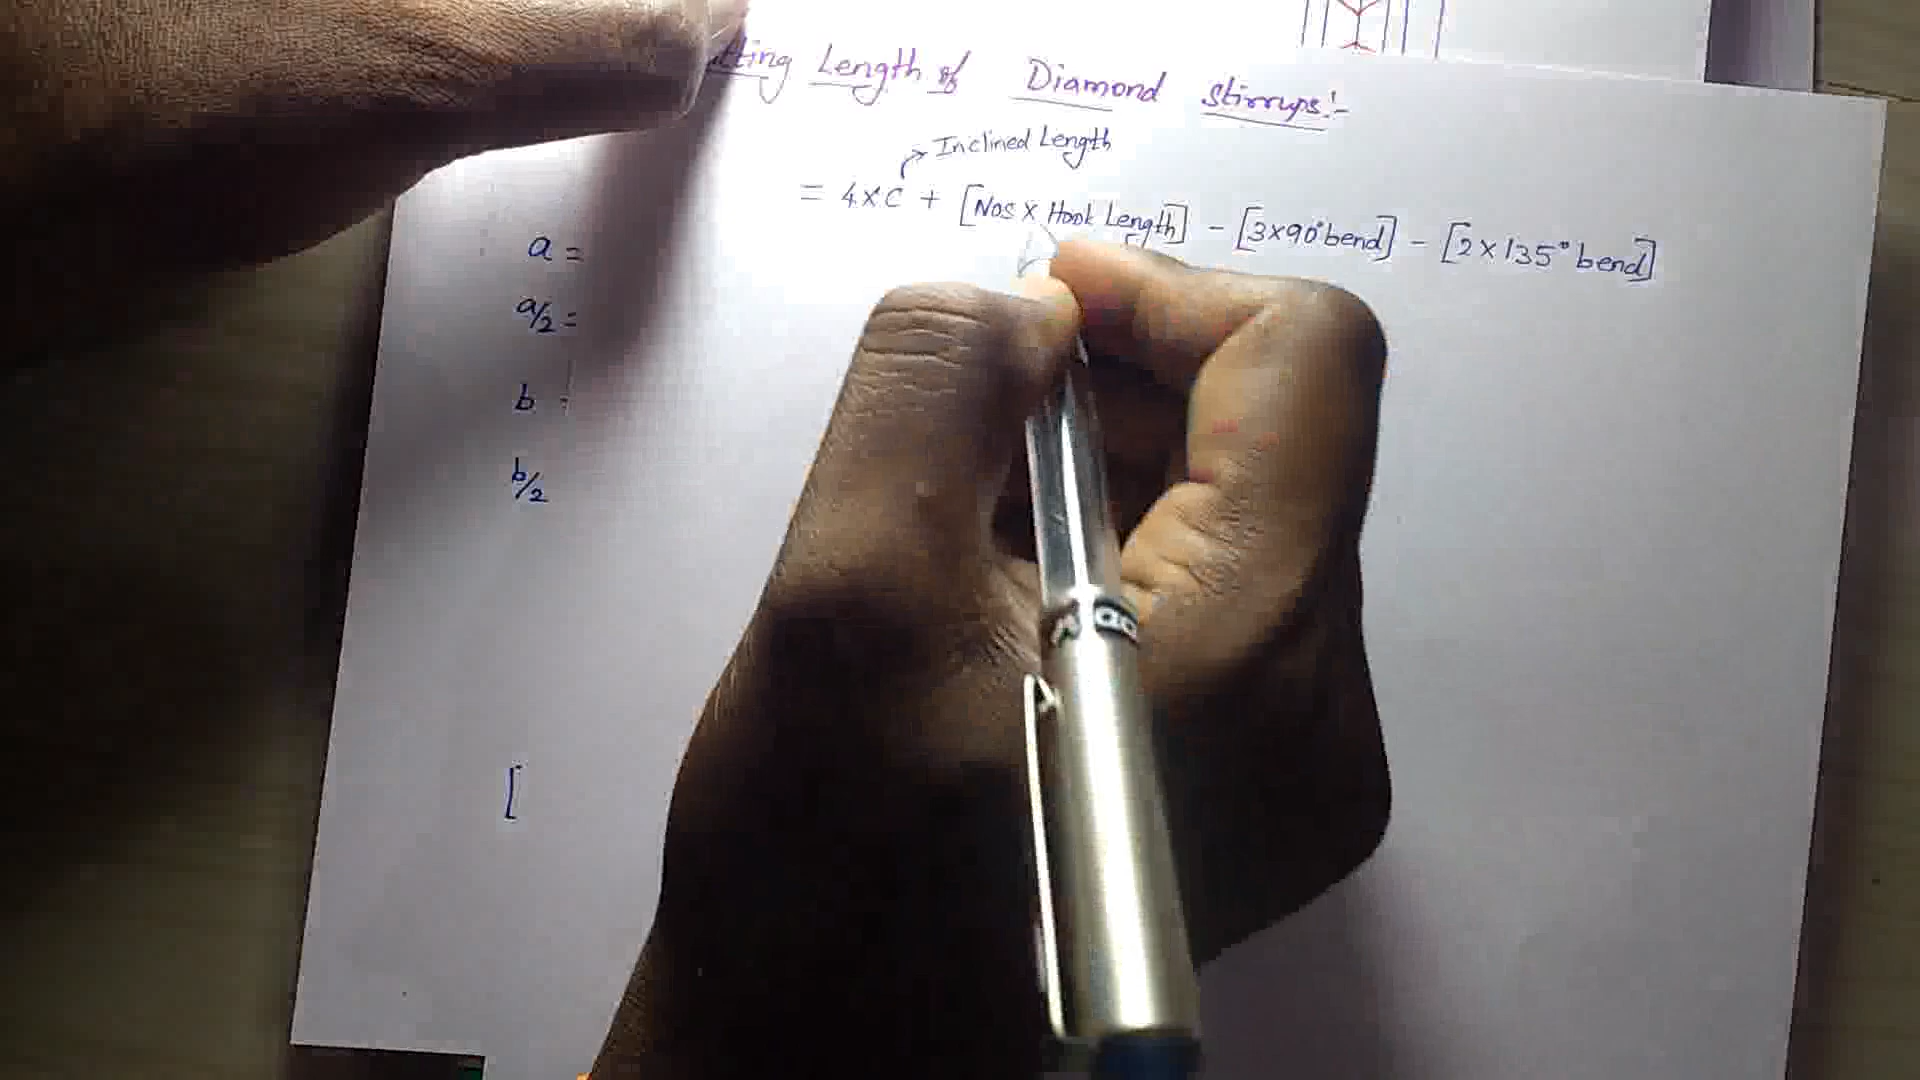 Length of Diamond Stirrups:-
Inclined Length
= 4×C + [Nos × Hook Length] - [3×90° bend] - [2×135° bend]
a =
a/2 =
b =
b/2
[